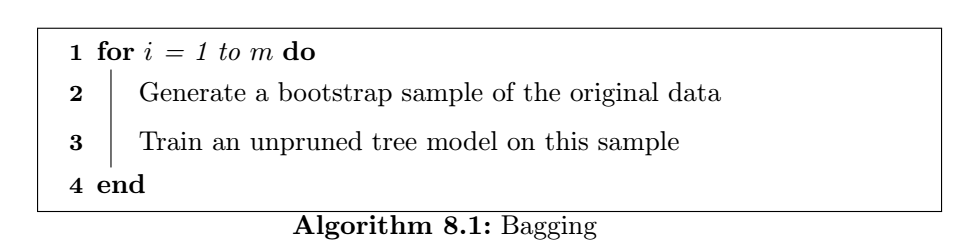 1 for i = 1 to m do
2 Generate a bootstrap sample of the original data
3 Train an unpruned tree model on this sample
4 end
Algorithm 8.1: Bagging